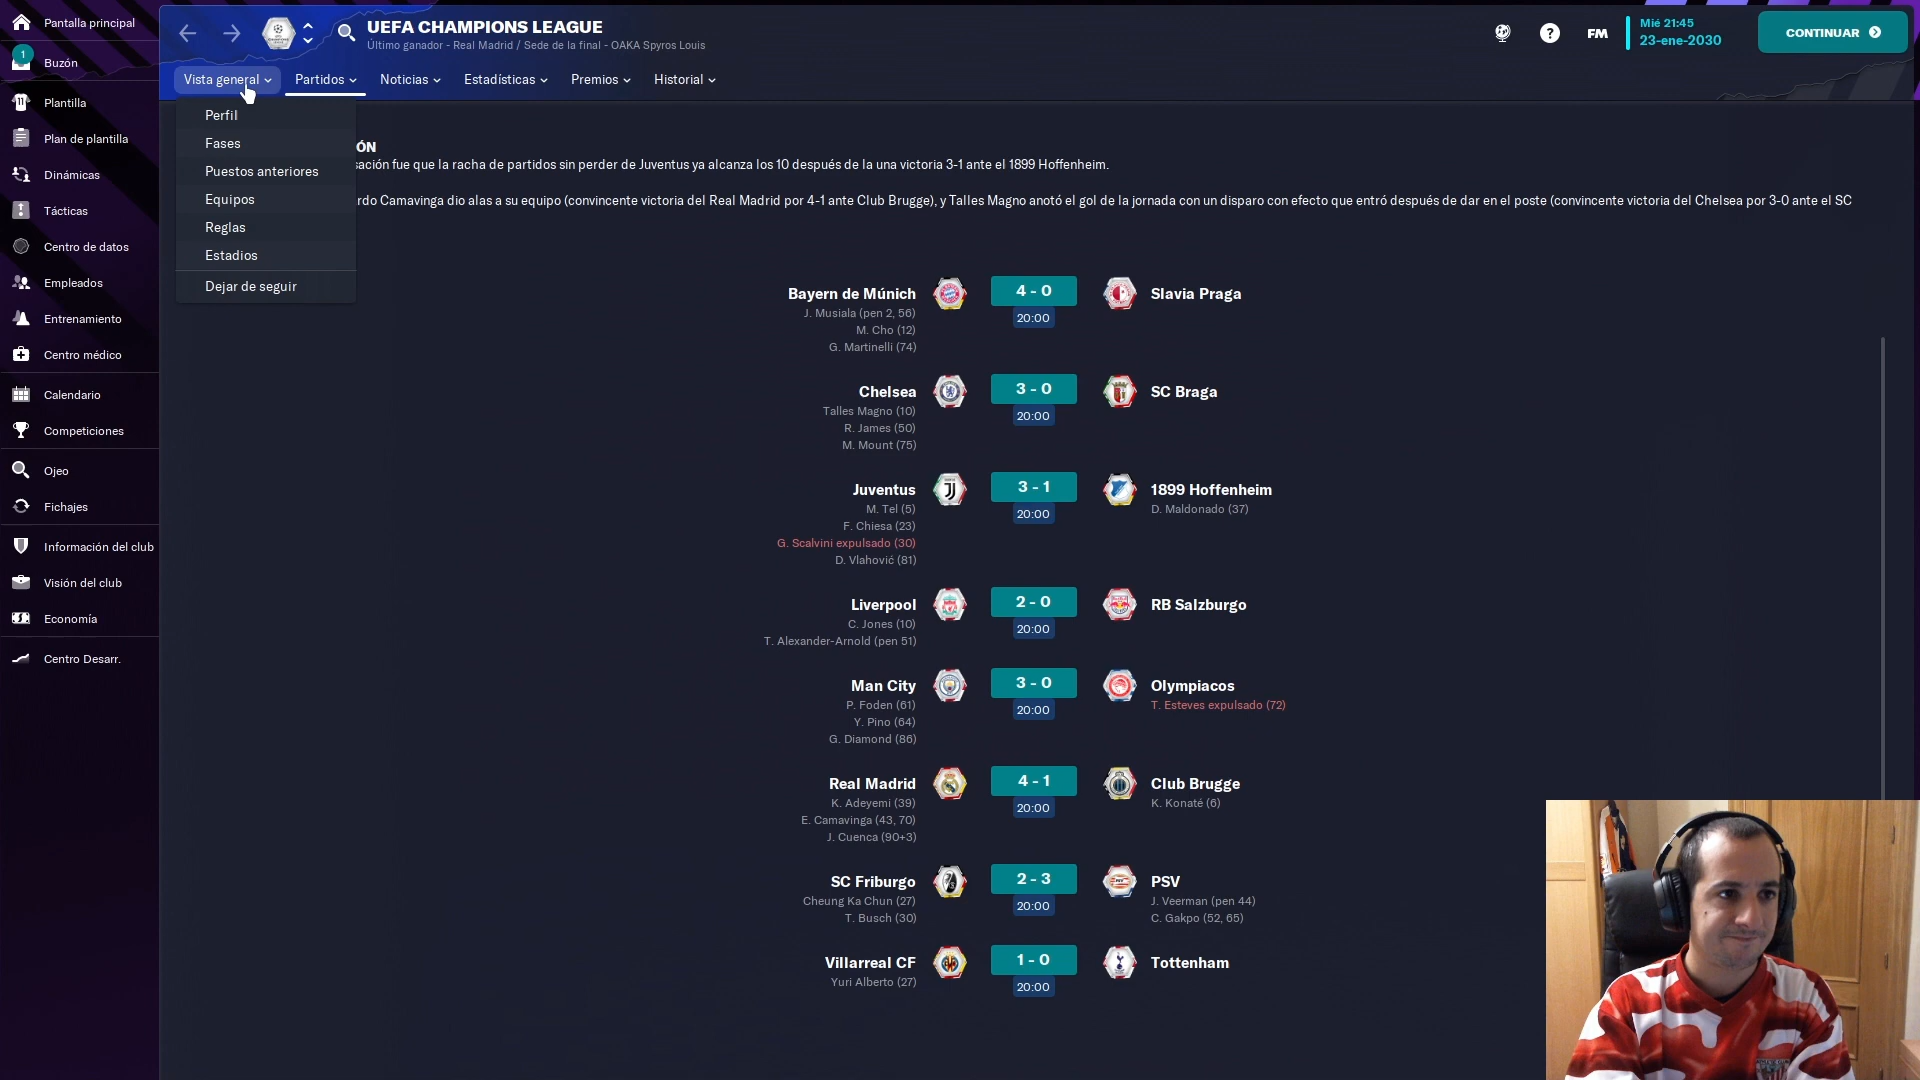 Pantalla principal
1
Buzón
Plantilla
Plan de plantilla
Dinámicas
Tácticas
Centro de datos
Empleados
Entrenamiento
Centro médico
Calendario
Competiciones
Ojeo
Fichajes
Información del club
Visión del club
Economía
Centro Desarr.
UEFA CHAMPIONS LEAGUE
Último ganador - Real Madrid / Sede de la final - OAKA Spyros Louis
? FM
Mié 21:45
23-ene-2030
CONTINUAR
Vista general Partidos Noticias Estadísticas Premios Historial
Perfil
Fases
Puestos anteriores
Equipos
Reglas
Estadios
Dejar de seguir
ÓN
sación fue que la racha de partidos sin perder de Juventus ya alcanza los 10 después de la una victoria 3-1 ante el 1899 Hoffenheim.
rdo Camavinga dio alas a su equipo (convincente victoria del Real Madrid por 4-1 ante Club Brugge), y Talles Magno anotó el gol de la jornada con un disparo con efecto que entró después de dar en el poste (convincente victoria del Chelsea por 3-0 ante el SC
Bayern de Múnich 4 - 0 Slavia Praga
J. Musiala (pen 2, 56) 20:00
M. Cho (12)
G. Martinelli (74)
Chelsea 3 - 0 SC Braga
Talles Magno (10) 20:00
R. James (50)
M. Mount (75)
Juventus 3 - 1 1899 Hoffenheim
M. Tel (5) 20:00 D. Maldonado (37)
F. Chiesa (23)
G. Scalvini expulsado (30)
D. Vlahović (81)
Liverpool 2 - 0 RB Salzburgo
C. Jones (10) 20:00
T. Alexander-Arnold (pen 51)
Man City 3 - 0 Olympiacos
P. Foden (61) 20:00 T. Esteves expulsado (72)
Y. Pino (64)
G. Diamond (86)
Real Madrid 4 - 1 Club Brugge
K. Adeyemi (39) 20:00 K. Konaté (6)
E. Camavinga (43, 70)
J. Cuenca (90+3)
SC Friburgo 2 - 3 PSV
Cheung Ka Chun (27) 20:00 J. Veerman (pen 44)
T. Busch (30) C. Gakpo (52, 65)
Villarreal CF 1 - 0 Tottenham
Yuri Alberto (27) 20:00